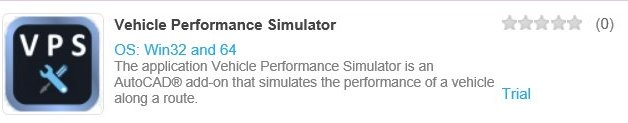 VPS
Vehicle Performance Simulator
(0)
OS: Win32 and 64
The application Vehicle Performance Simulator is an
AutoCAD® add-on that simulates the performance of a vehicle
along a route.
Trial